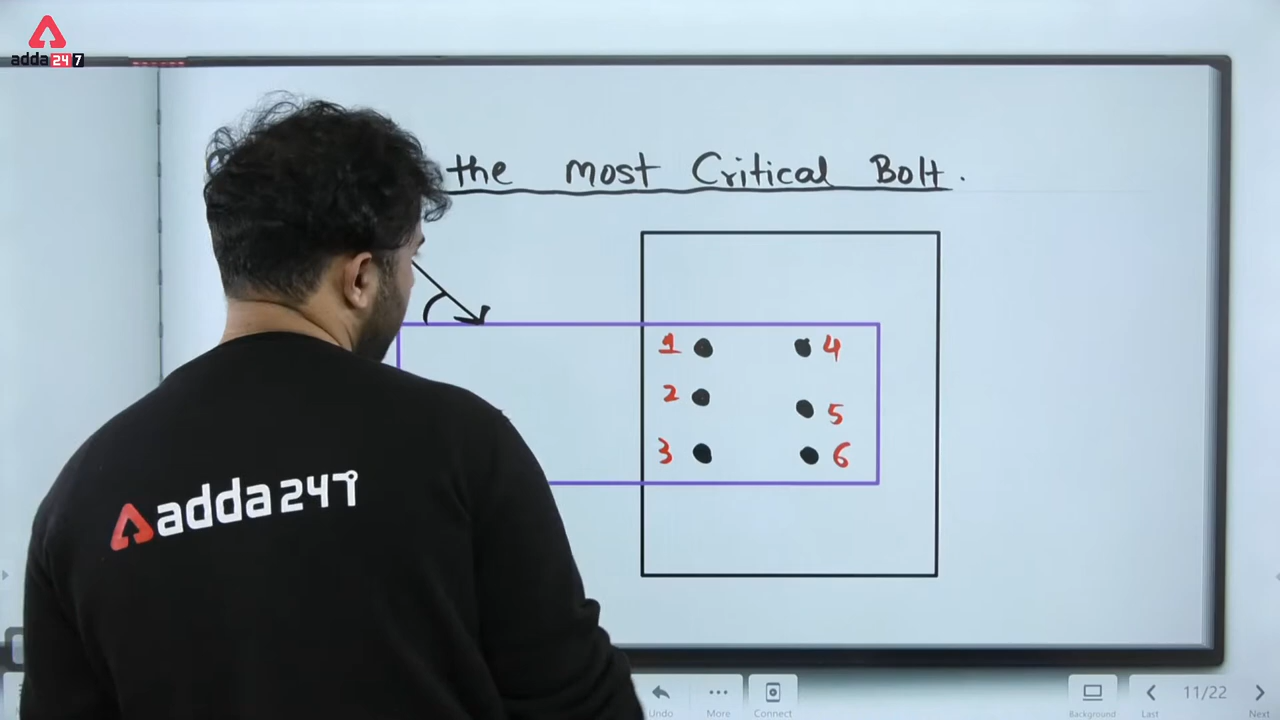 adda247
the most Critical Bolt.
1
4
2
5
3
6
adda247
Undo
More
Connect
Background
Last
11/22
Next